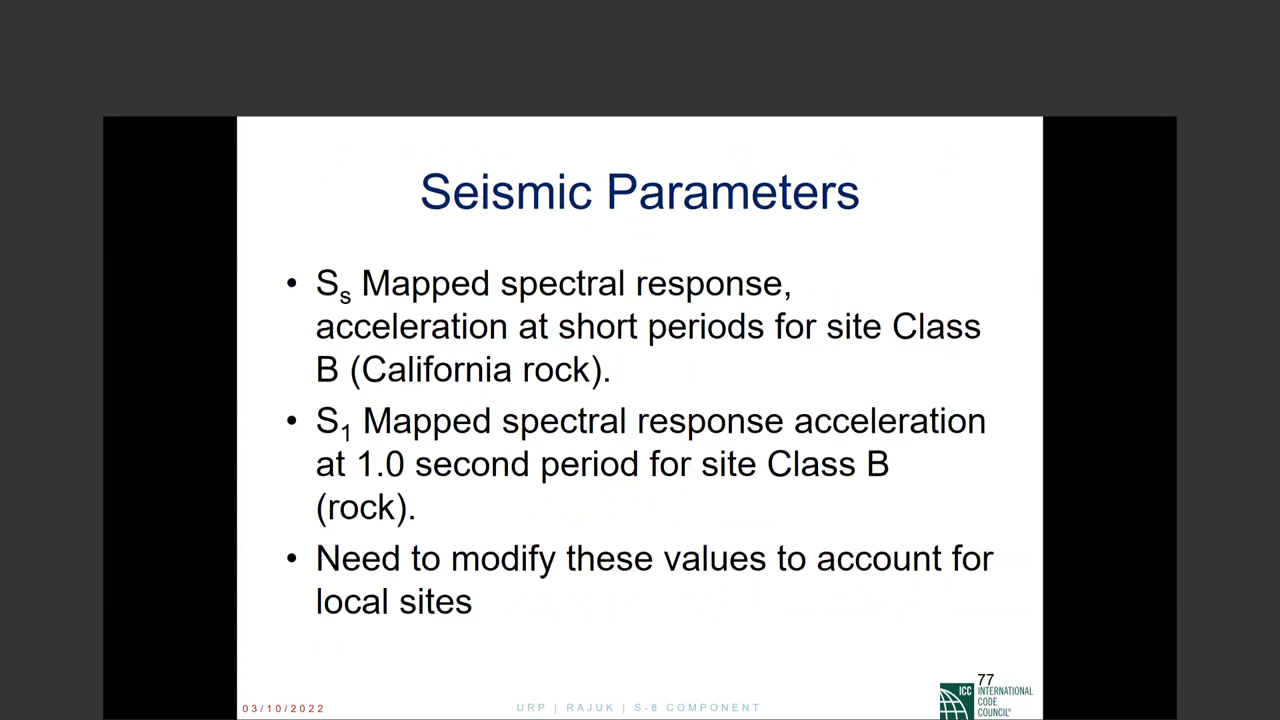 Seismic Parameters
• Ss Mapped spectral response,
acceleration at short periods for site Class
B (California rock).
• S1 Mapped spectral response acceleration
at 1.0 second period for site Class B
(rock).
• Need to modify these values to account for
local sites
77
ICC INTERNATIONAL
CODE
COUNCIL®
03/10/2022
URP | RAJUK | S-8 COMPONENT